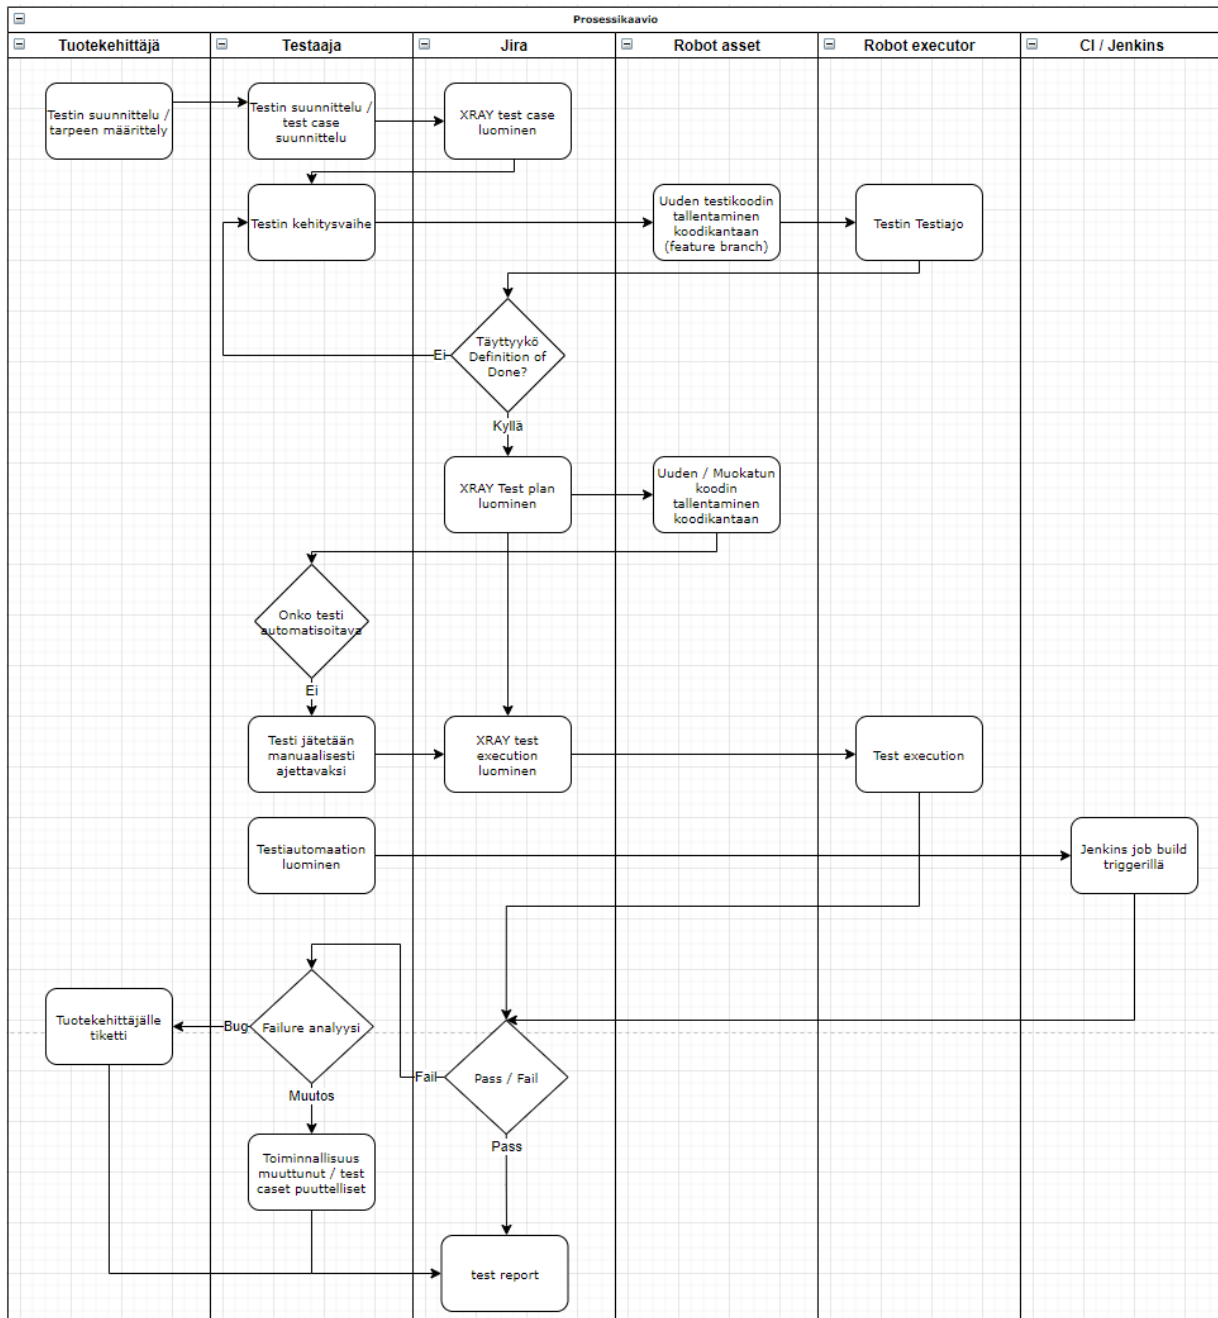 Prosessikaavio
Tuotekehittäjä
Testaaja
Jira
Robot asset
Robot executor
CI / Jenkins
Testin suunnittelu /
tarpeen määrittely
Testin suunnittelu /
test case
suunnittelu
XRAY test case
luominen
Testin kehitysvaihe
Uuden testikoodin
tallentaminen
koodikantaan
(feature branch)
Testin Testiajo
Täyttyykö
Definition of
Done?
Ei
Kyllä
XRAY Test plan
luominen
Uuden / Muokatun
koodin
tallentaminen
koodikantaan
Onko testi
automatisoitava
Ei
Testi jätetään
manuaalisesti
ajettavaksi
XRAY test
execution
luominen
Test execution
Testiautomaation
luominen
Jenkins job build
triggerillä
Tuotekehittäjälle
tiketti
Bug
Failure analyysi
Fail
Pass / Fail
Muutos
Pass
Toiminnallisuus
muuttunut / test
caset puuttelliset
test report